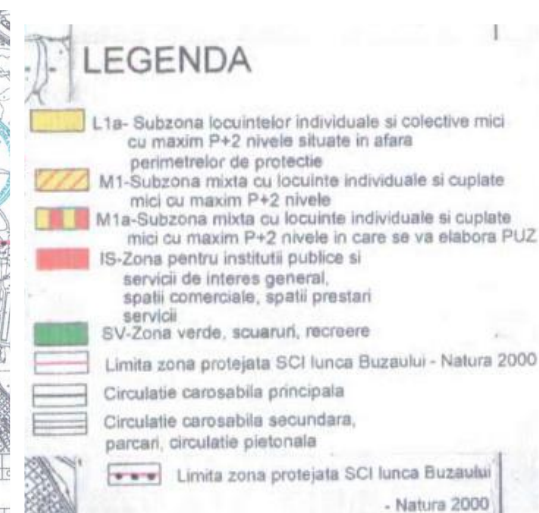 LEGENDA
L1a- Subzona locuintelor individuale si colective mici
cu maxim P+2 nivele situate in afara
perimetrelor de protectie
M1-Subzona mixta cu locuinte individuale si cuplate
mici cu maxim P+2 nivele
M1a-Subzona mixta cu locuinte individuale si cuplate
mici cu maxim P+2 nivele in care se va elabora PUZ
IS-Zona pentru institutii publice si
servicii de interes general,
spatii comerciale, spatii prestari
servicii
SV-Zona verde, scuaruri, recreere
Limita zona protejata SCI lunca Buzaului - Natura 2000
Circulatie carosabila principala
Circulatie carosabila secundara,
parcari, circulatie pietonala
Limita zona protejata SCI lunca Buzaului
- Natura 2000